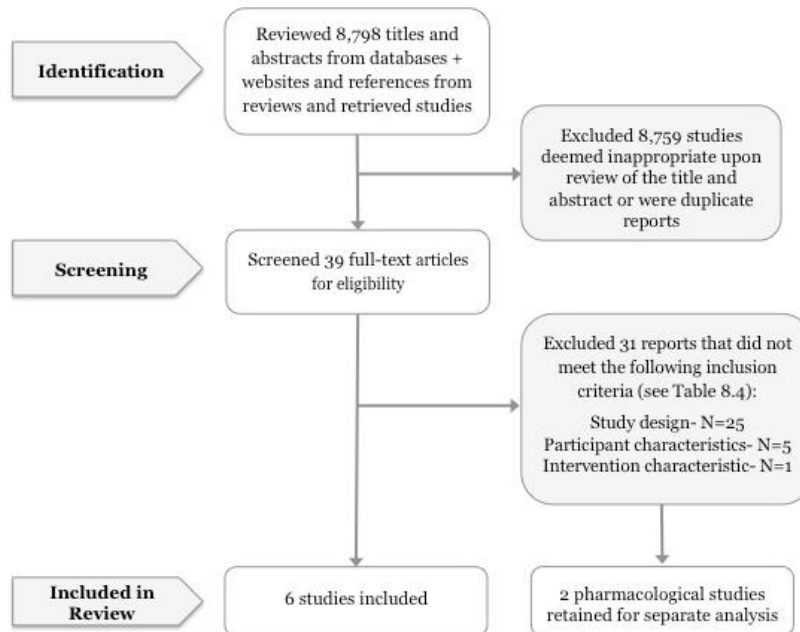 Identification
Reviewed 8,798 titles and
abstracts from databases +
websites and references from
reviews and retrieved studies
Excluded 8,759 studies
deemed inappropriate upon
review of the title and
abstract or were duplicate
reports
Screening
Screened 39 full-text articles
for eligibility
Excluded 31 reports that did not
meet the following inclusion
criteria (see Table 8.4):
Study design- N=25
Participant characteristics- N=5
Intervention characteristic- N=1
Included in
Review
6 studies included
2 pharmacological studies
retained for separate analysis